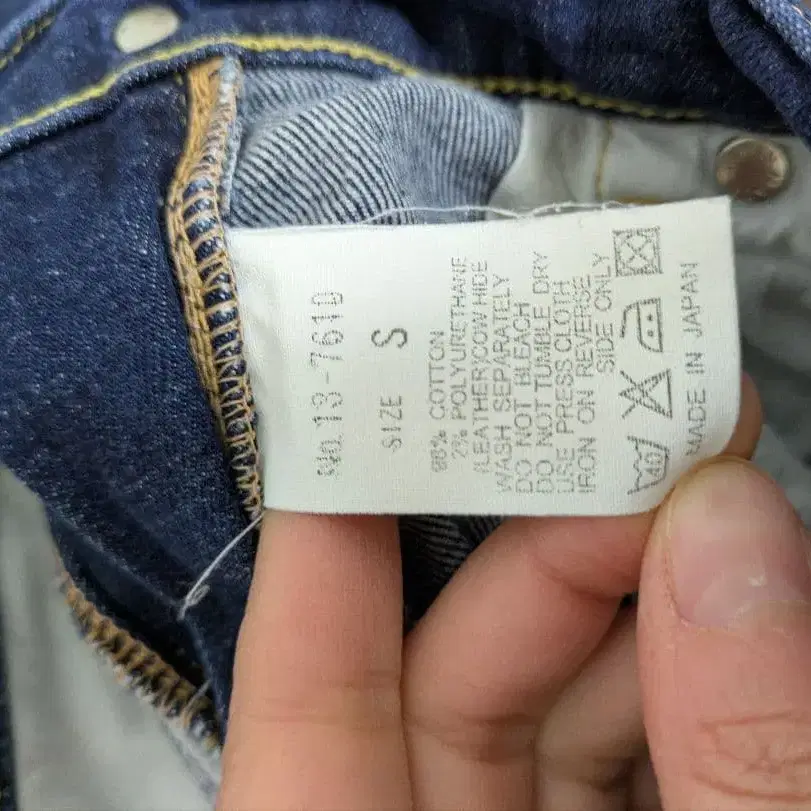 No. 13-761D
SIZE S
98% COTTON
2% POLYURETHANE
/LEATHER)COW HIDE
WASH SEPARATELY
DO NOT BLEACH
DO NOT TUMBLE DRY
USE PRESS CLOTH
IRON ON REVERSE
SIDE ONLY
40
MADE IN JAPAN